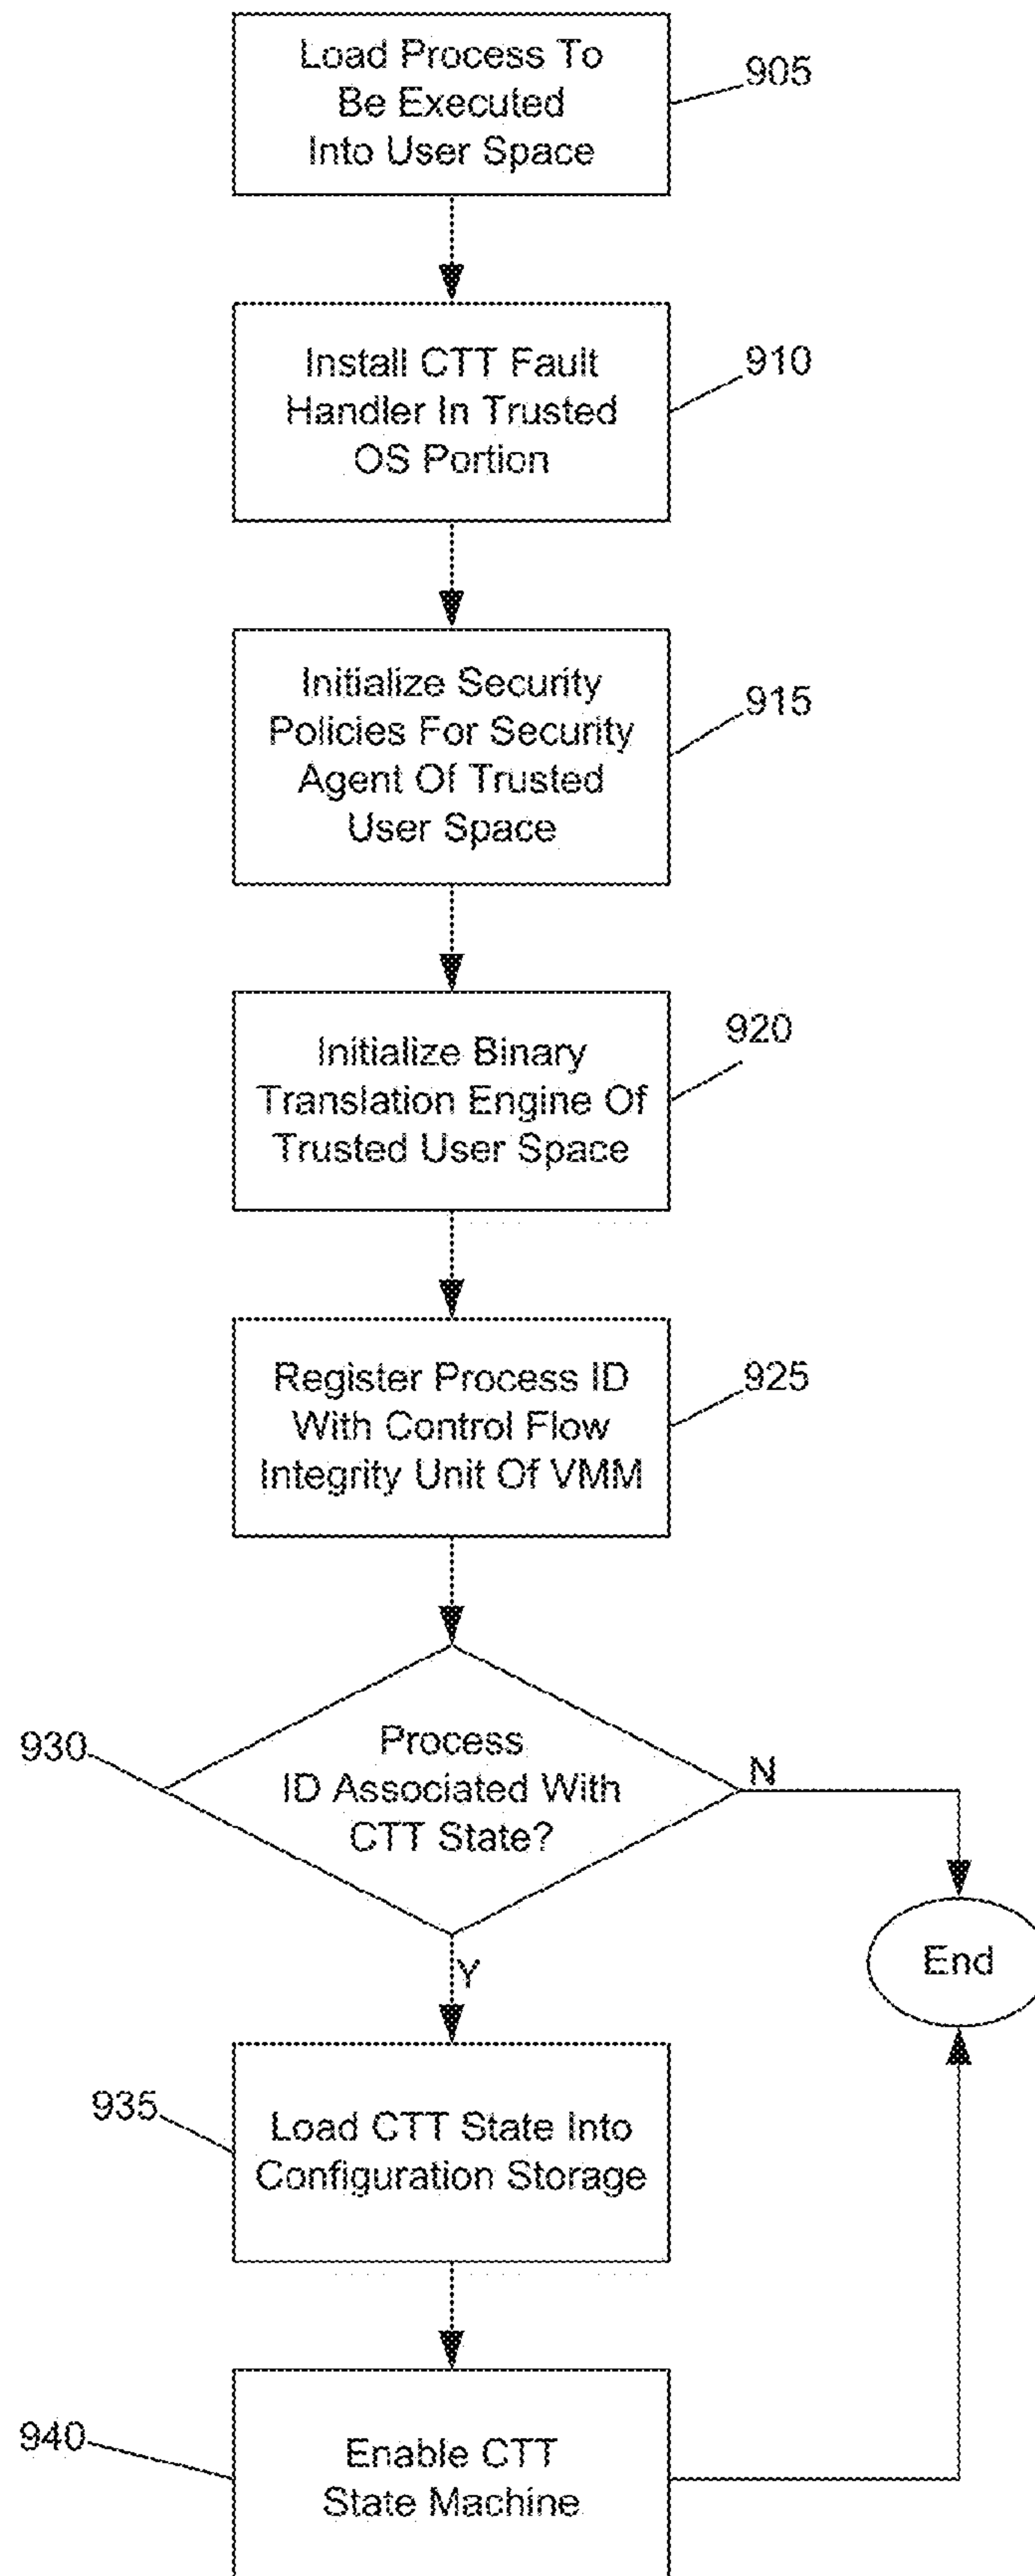 Load Process To
Be Executed
Into User Space
905
Install CTT Fault
Handler In Trusted
OS Portion
910
Initialize Security
Policies For Security
Agent Of Trusted
User Space
915
Initialize Binary
Translation Engine Of
Trusted User Space
920
Register Process ID
With Control Flow
Integrity Unit Of VMM
925
930
Process
ID Associated With
CTT State?
N
End
Y
935
Load CTT State Into
Configuration Storage
940
Enable CTT
State Machine